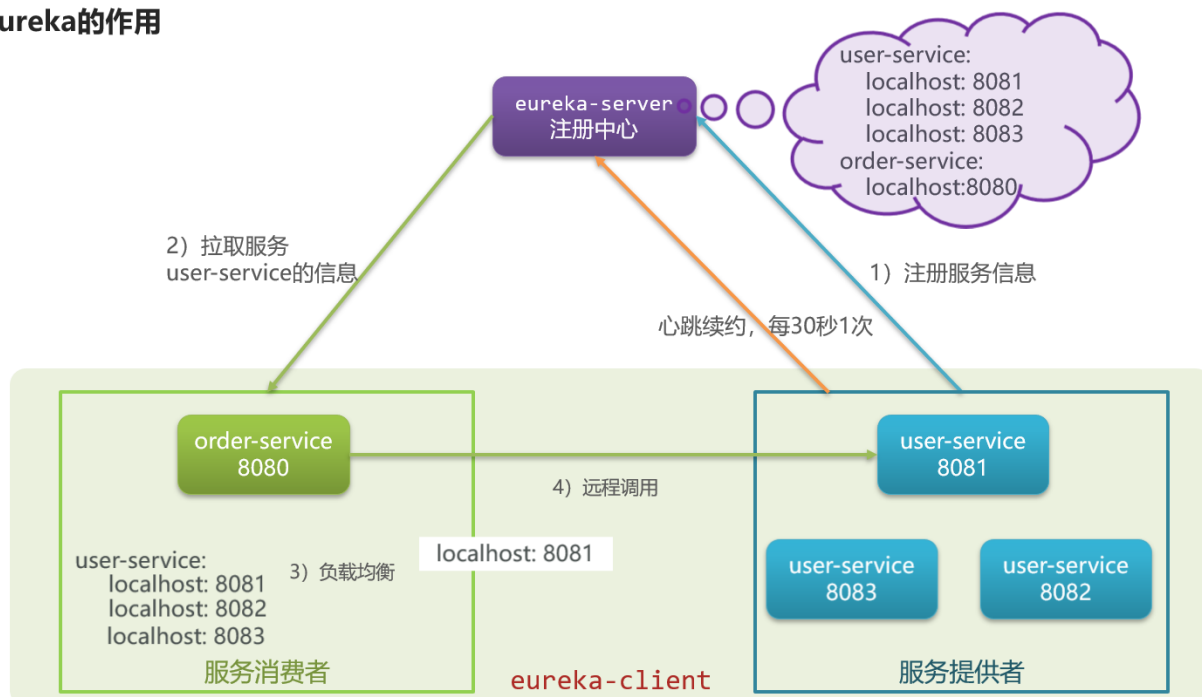 ureka的作用
eureka-server
注册中心
user-service:
localhost: 8081
localhost: 8082
localhost: 8083
order-service:
localhost:8080
2）拉取服务
user-service的信息
1）注册服务信息
心跳续约，每30秒1次
order-service
8080
user-service
8081
4）远程调用
localhost: 8081
user-service:
localhost: 8081
localhost: 8082
localhost: 8083
3）负载均衡
user-service
8083
user-service
8082
服务消费者
eureka-client
服务提供者